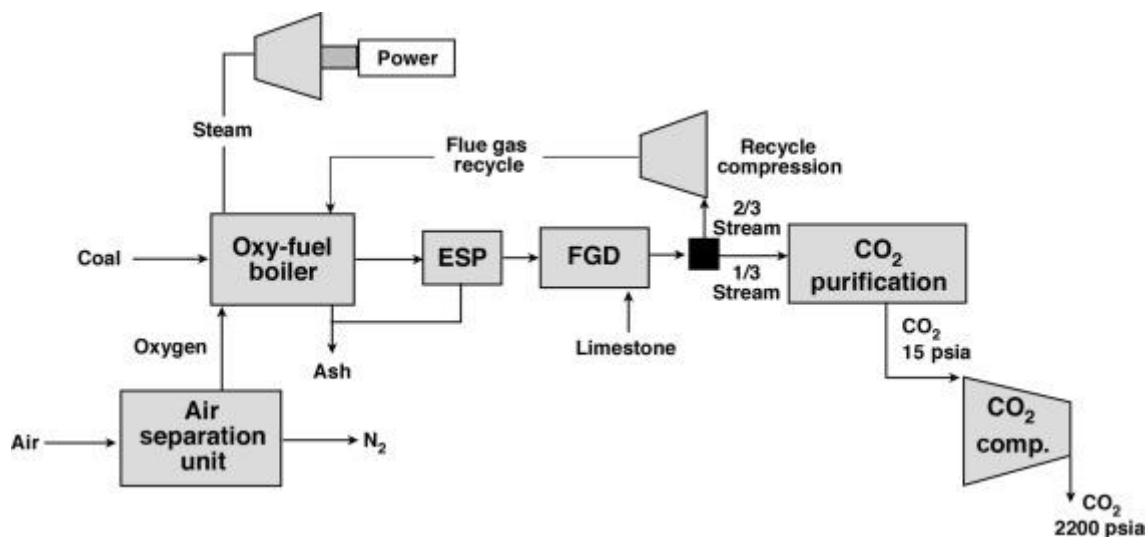 Power
Steam
Flue gas
recycle
Recycle
compression
2/3
Stream
Coal
Oxy-fuel
boiler
ESP
FGD
1/3
Stream
CO₂
purification
Oxygen
Ash
Limestone
CO₂
15 psia
Air
Air
separation
unit
N₂
CO₂
comp.
CO₂
2200 psia